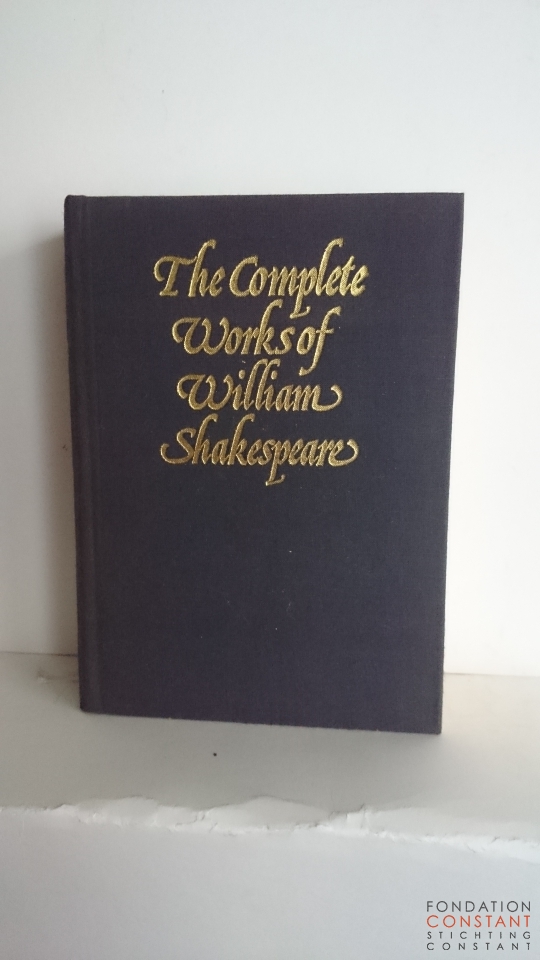 The Complete
Works of
William
Shakespeare
FONDATION
CONSTANT
STICHTING
CONSTANT